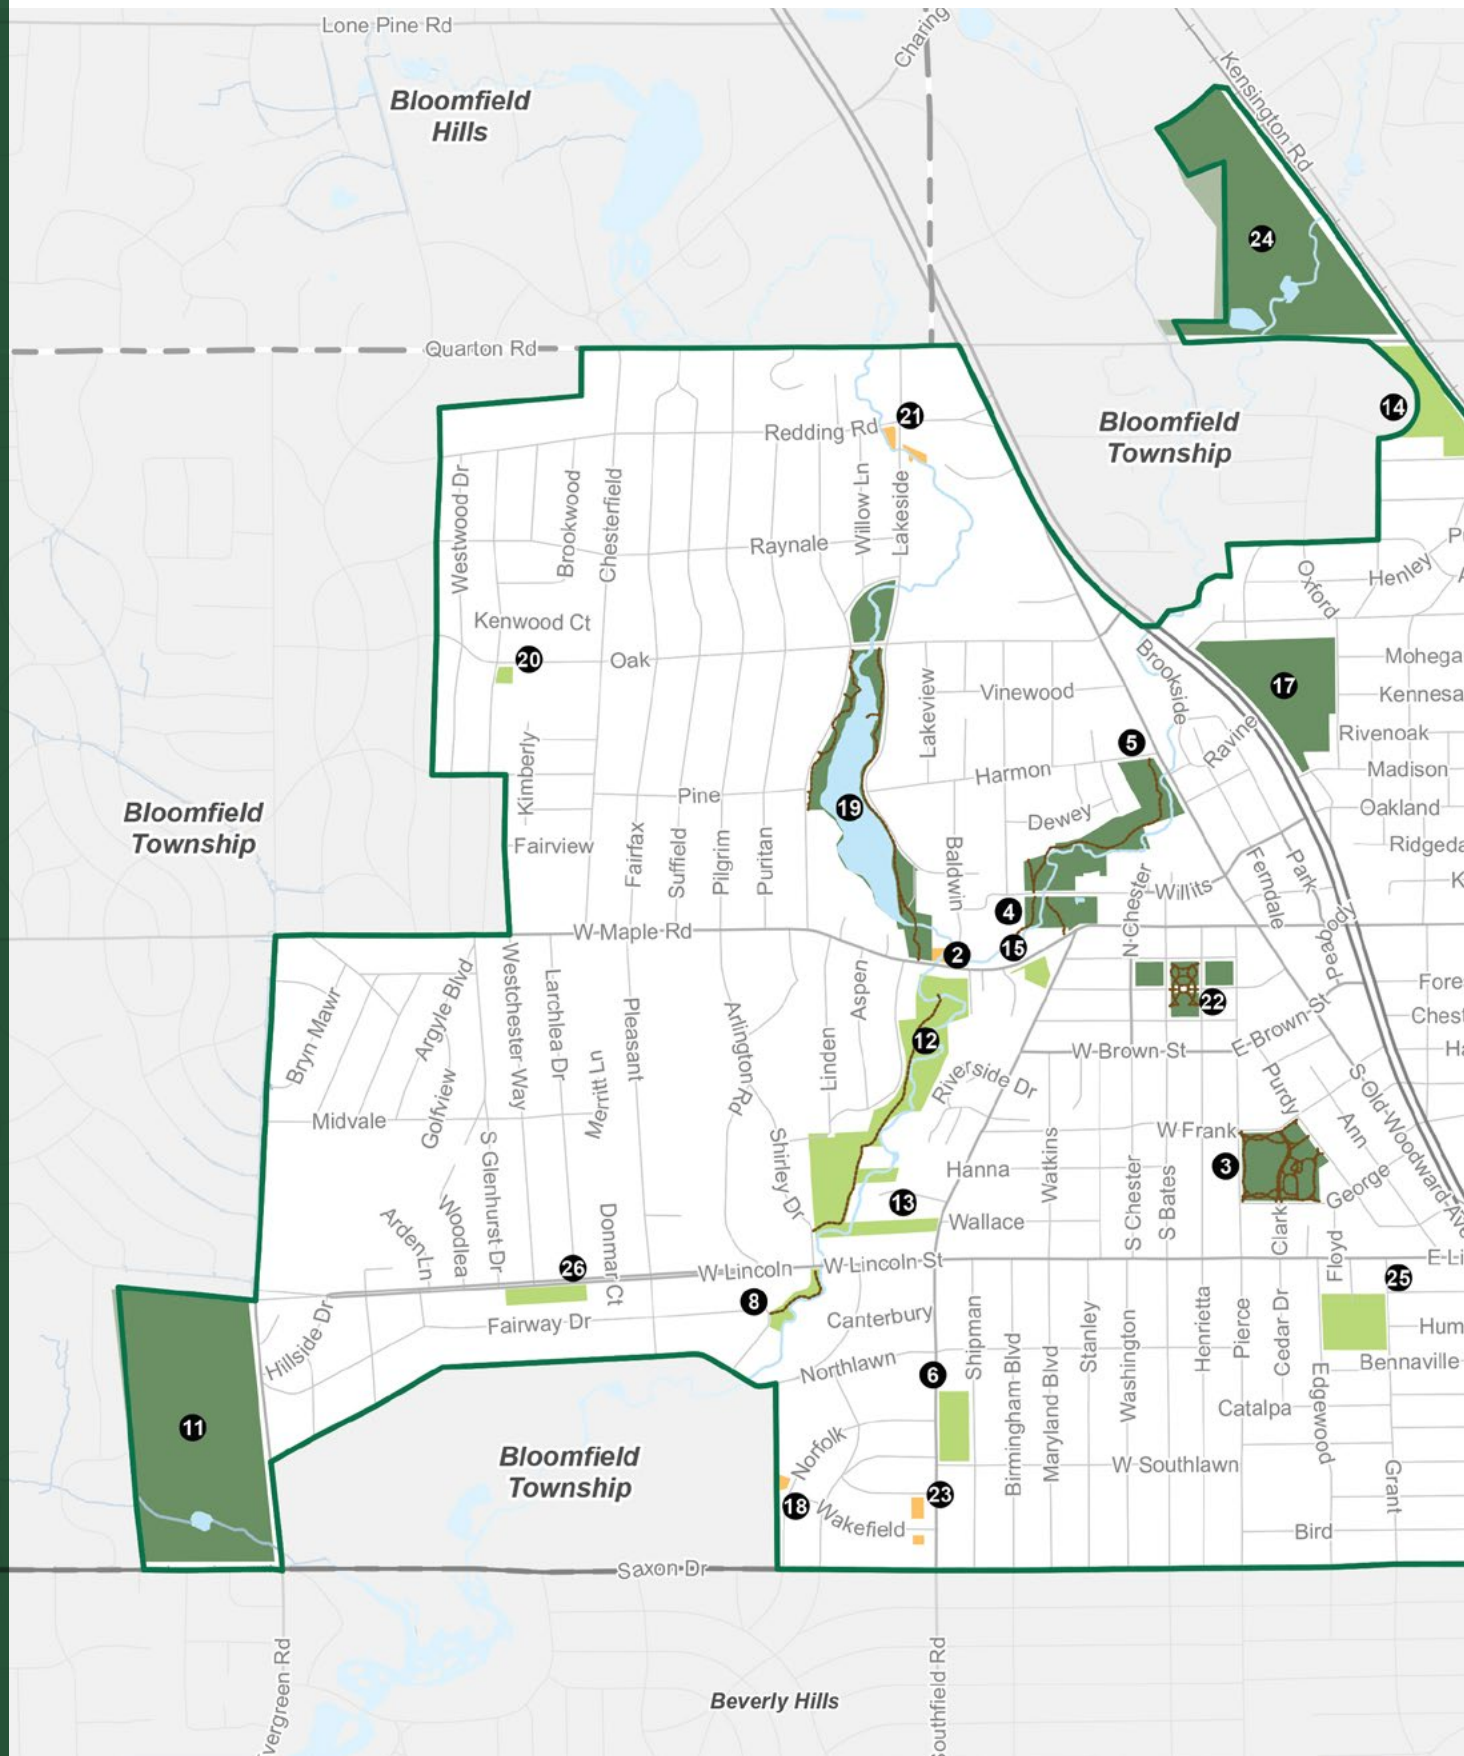 Lone Pine Rd
Charing
Kensington Rd
Bloomfield
Hills
24
Quarton Rd
14
Bloomfield
Township
21
Redding Rd
Westwood Dr
Brookwood
Chesterfield
Willow Ln
Lakeside
Raynale
Oxford
Henley
Kenwood Ct
20
Oak
Brookside
Mohega
17
Vinewood
Lakeview
Kennesa
Ravine
Rivenoak
5
Kimberly
Harmon
Madison
Pine
19
Dewey
Oakland
Bloomfield
Township
Fairview
Fairfax
Suffield
Pilgrim
Puritan
Baldwin
Ridgeda
Ferndale
Park
N Chester
Willits
4
W Maple Rd
15
2
Peabody
Bryn Mawr
Argyle Blvd
Westchester Way
Larchlea Dr
Pleasant
Aspen
Fore
22
Chest
Arlington Rd
Linden
12
E Brown St
W Brown St
Merritt Ln
Riverside Dr
Purdy
S Old Woodward Ave
Midvale
Golfview
Ann
W Frank
S Glenhurst Dr
Shirley Dr
Hanna
Watkins
S Chester
S Bates
3
George
13
Arden Ln
Woodlea
Donmar Ct
Wallace
Clark
Floyd
26
W Lincoln
W Lincoln St
E Li
25
8
Hillside Dr
Fairway Dr
Canterbury
Shipman
Birmingham Blvd
Maryland Blvd
Stanley
Washington
Henrietta
Pierce
Cedar Dr
Hum
Northlawn
Bennaville
6
Edgewood
Catalpa
11
Bloomfield
Township
Norfolk
W Southlawn
Grant
18
23
Wakefield
Bird
Saxon Dr
vergreen Rd
outhfield Rd
Beverly Hills